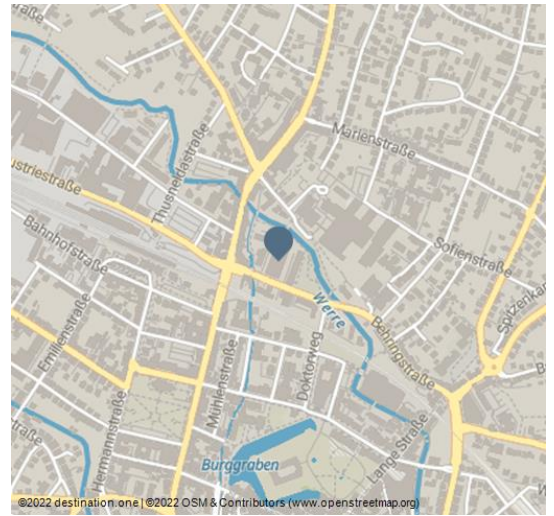 Marienstraße
Thusneldastraße
ustriestraße
Bahnhofstraße
Sofienstraße
Spitzenkam
Werre
Behringstraße
Emilienstraße
Doktorweg
Mühlenstraße
Hermannstraße
Lange Straße
Burggraben
©2022 destination.one | ©2022 OSM & Contributors (www.openstreetmap.org)